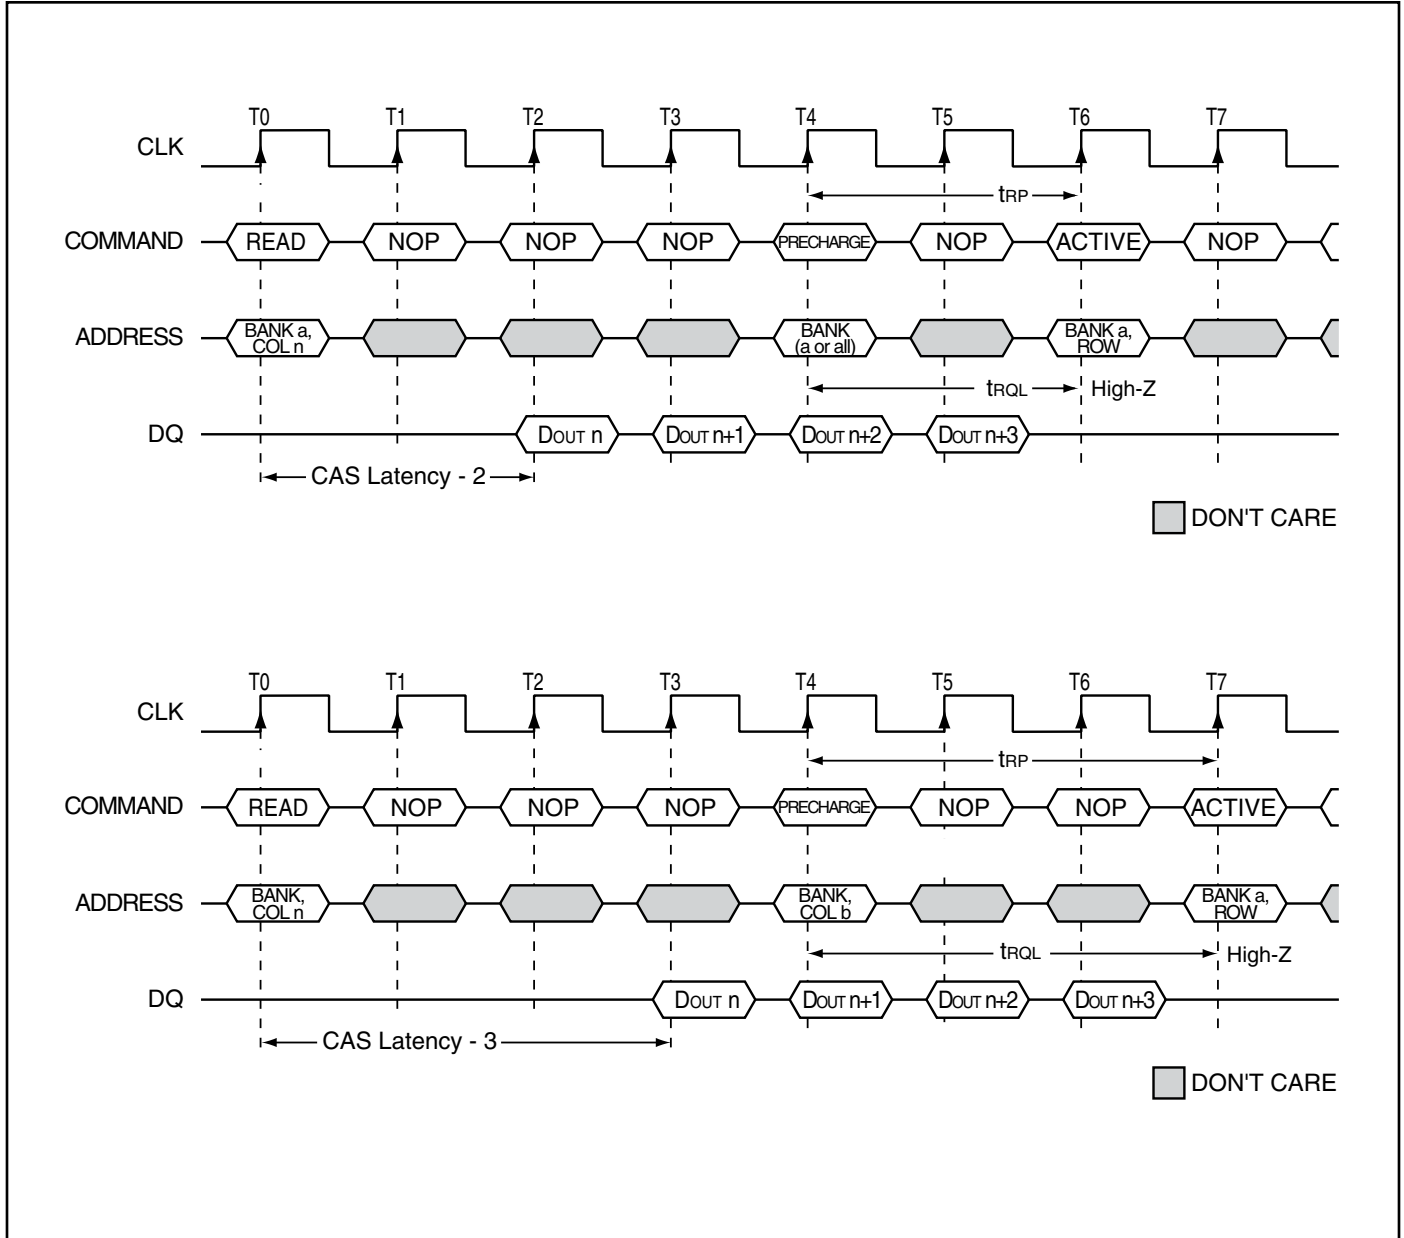 T0 T1 T2 T3 T4 T5 T6 T7
CLK
tRP
COMMAND READ NOP NOP NOP PRECHARGE NOP ACTIVE NOP
ADDRESS BANK a, COL n BANK (a or all) BANK a, ROW
tRQL High-Z
DQ DOUT n DOUT n+1 DOUT n+2 DOUT n+3
CAS Latency - 2
DON'T CARE
T0 T1 T2 T3 T4 T5 T6 T7
CLK
tRP
COMMAND READ NOP NOP NOP PRECHARGE NOP NOP ACTIVE
ADDRESS BANK, COL n BANK, COL b BANK a, ROW
tRQL High-Z
DQ DOUT n DOUT n+1 DOUT n+2 DOUT n+3
CAS Latency - 3
DON'T CARE